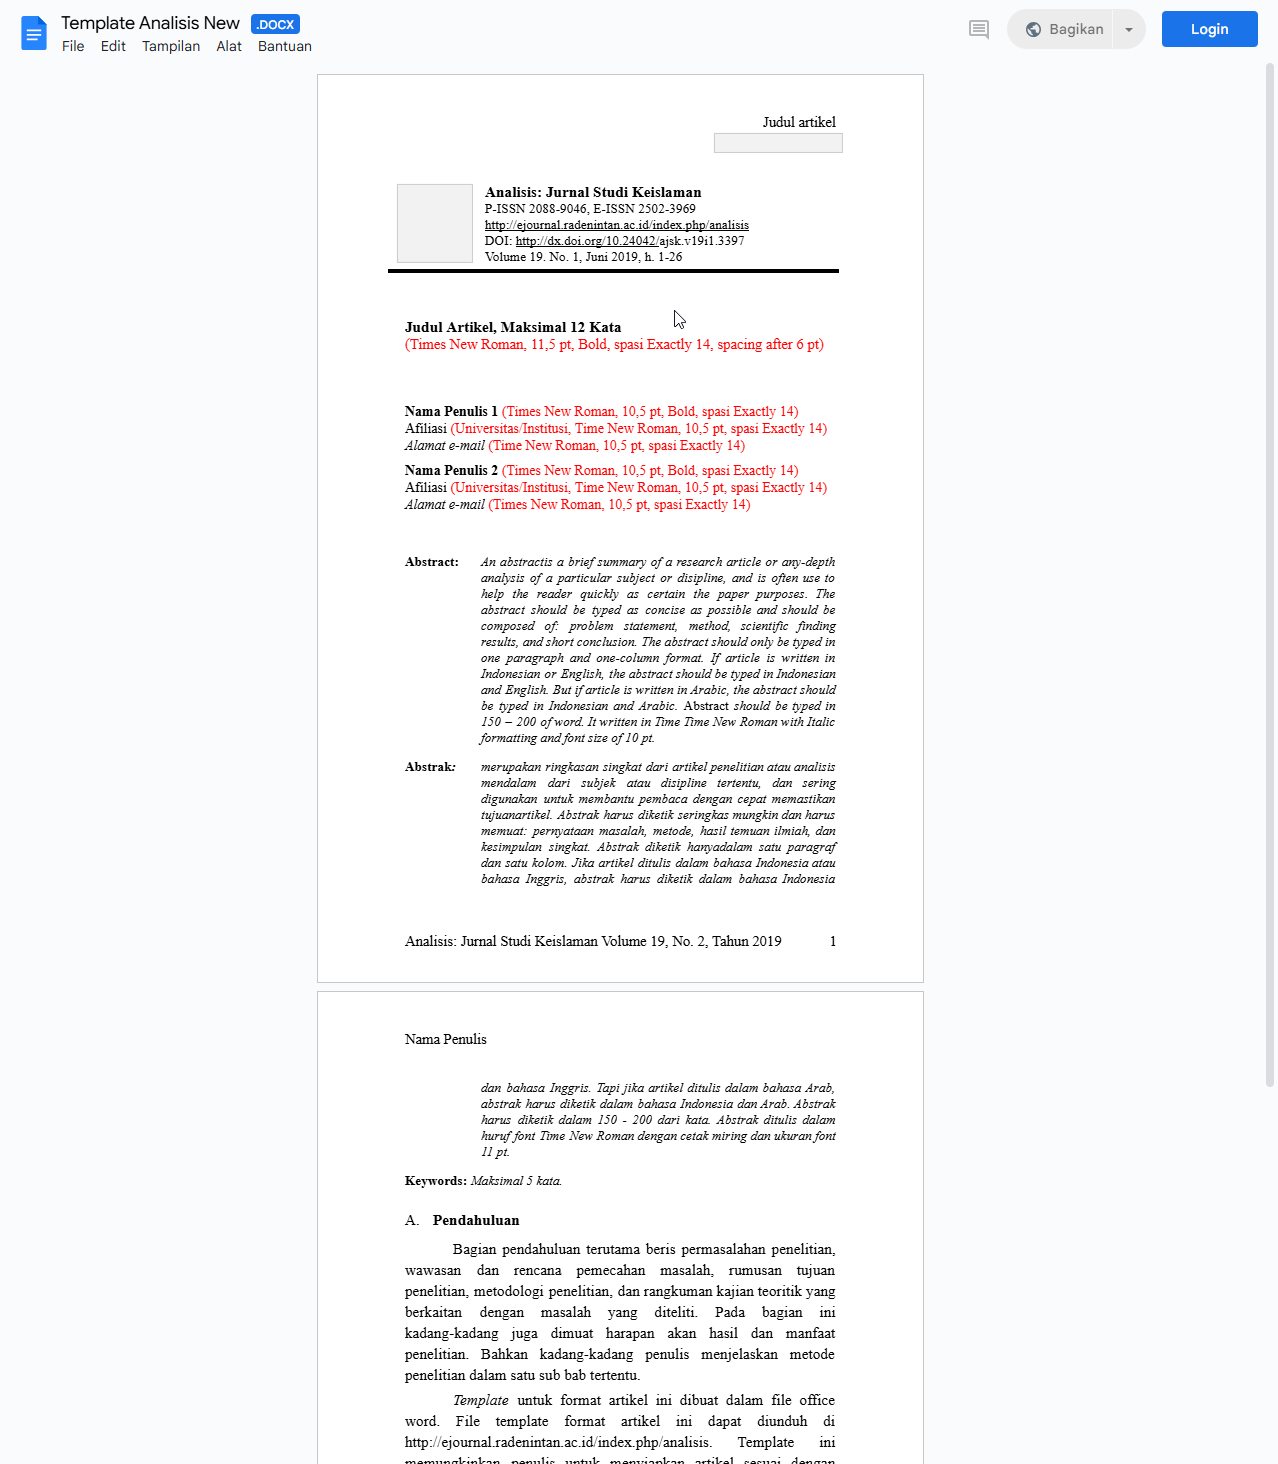 Template Analisis New .DOCX
File Edit Tampilan Alat Bantuan
Bagikan
Login
Judul artikel
Analisis: Jurnal Studi Keislaman
P-ISSN 2088-9046, E-ISSN 2502-3969
http://ejournal.radenintan.ac.id/index.php/analisis
DOI: http://dx.doi.org/10.24042/ajsk.v19i1.3397
Volume 19. No. 1, Juni 2019, h. 1-26
Judul Artikel, Maksimal 12 Kata
(Times New Roman, 11,5 pt, Bold, spasi Exactly 14, spacing after 6 pt)
Nama Penulis 1 (Times New Roman, 10,5 pt, Bold, spasi Exactly 14)
Afiliasi (Universitas/Institusi, Time New Roman, 10,5 pt, spasi Exactly 14)
Alamat e-mail (Time New Roman, 10,5 pt, spasi Exactly 14)
Nama Penulis 2 (Times New Roman, 10,5 pt, Bold, spasi Exactly 14)
Afiliasi (Universitas/Institusi, Time New Roman, 10,5 pt, spasi Exactly 14)
Alamat e-mail (Times New Roman, 10,5 pt, spasi Exactly 14)
Abstract: An abstractis a brief summary of a research article or any-depth
analysis of a particular subject or disipline, and is often use to
help the reader quickly as certain the paper purposes. The
abstract should be typed as concise as possible and should be
composed of: problem statement, method, scientific finding
results, and short conclusion. The abstract should only be typed in
one paragraph and one-column format. If article is written in
Indonesian or English, the abstract should be typed in Indonesian
and English. But if article is written in Arabic, the abstract should
be typed in Indonesian and Arabic. Abstract should be typed in
150 – 200 of word. It written in Time Time New Roman with Italic
formatting and font size of 10 pt.
Abstrak: merupakan ringkasan singkat dari artikel penelitian atau analisis
mendalam dari subjek atau disipline tertentu, dan sering
digunakan untuk membantu pembaca dengan cepat memastikan
tujuanartikel. Abstrak harus diketik seringkas mungkin dan harus
memuat: pernyataan masalah, metode, hasil temuan ilmiah, dan
kesimpulan singkat. Abstrak diketik hanyadalam satu paragraf
dan satu kolom. Jika artikel ditulis dalam bahasa Indonesia atau
bahasa Inggris, abstrak harus diketik dalam bahasa Indonesia
Analisis: Jurnal Studi Keislaman Volume 19, No. 2, Tahun 2019 1
Nama Penulis
dan bahasa Inggris. Tapi jika artikel ditulis dalam bahasa Arab,
abstrak harus diketik dalam bahasa Indonesia dan Arab. Abstrak
harus diketik dalam 150 - 200 dari kata. Abstrak ditulis dalam
huruf font Time New Roman dengan cetak miring dan ukuran font
11 pt.
Keywords: Maksimal 5 kata.
A. Pendahuluan
Bagian pendahuluan terutama beris permasalahan penelitian,
wawasan dan rencana pemecahan masalah, rumusan tujuan
penelitian, metodologi penelitian, dan rangkuman kajian teoritik yang
berkaitan dengan masalah yang diteliti. Pada bagian ini
kadang-kadang juga dimuat harapan akan hasil dan manfaat
penelitian. Bahkan kadang-kadang penulis menjelaskan metode
penelitian dalam satu sub bab tertentu.
Template untuk format artikel ini dibuat dalam file office
word. File template format artikel ini dapat diunduh di
http://ejournal.radenintan.ac.id/index.php/analisis. Template ini
memungkinkan penulis untuk menyiapkan artikel sesuai dengan